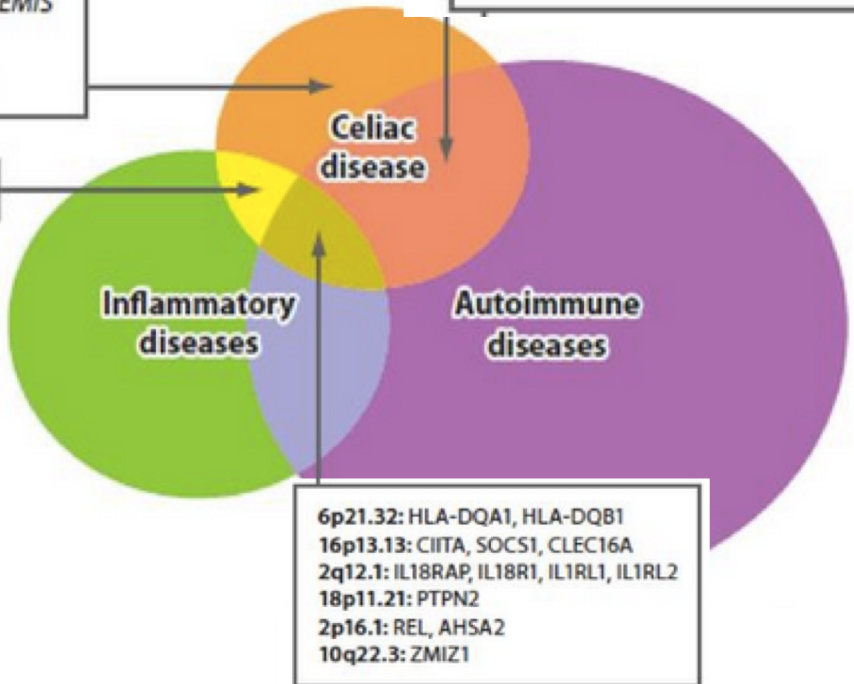 EMIS
Celiac
disease
Inflammatory
diseases
Autoimmune
diseases
6p21.32: HLA-DQA1, HLA-DQB1
16p13.13: CIITA, SOCS1, CLEC16A
2q12.1: IL18RAP, IL18R1, IL1RL1, IL1RL2
18p11.21: PTPN2
2p16.1: REL, AHSA2
10q22.3: ZMIZ1